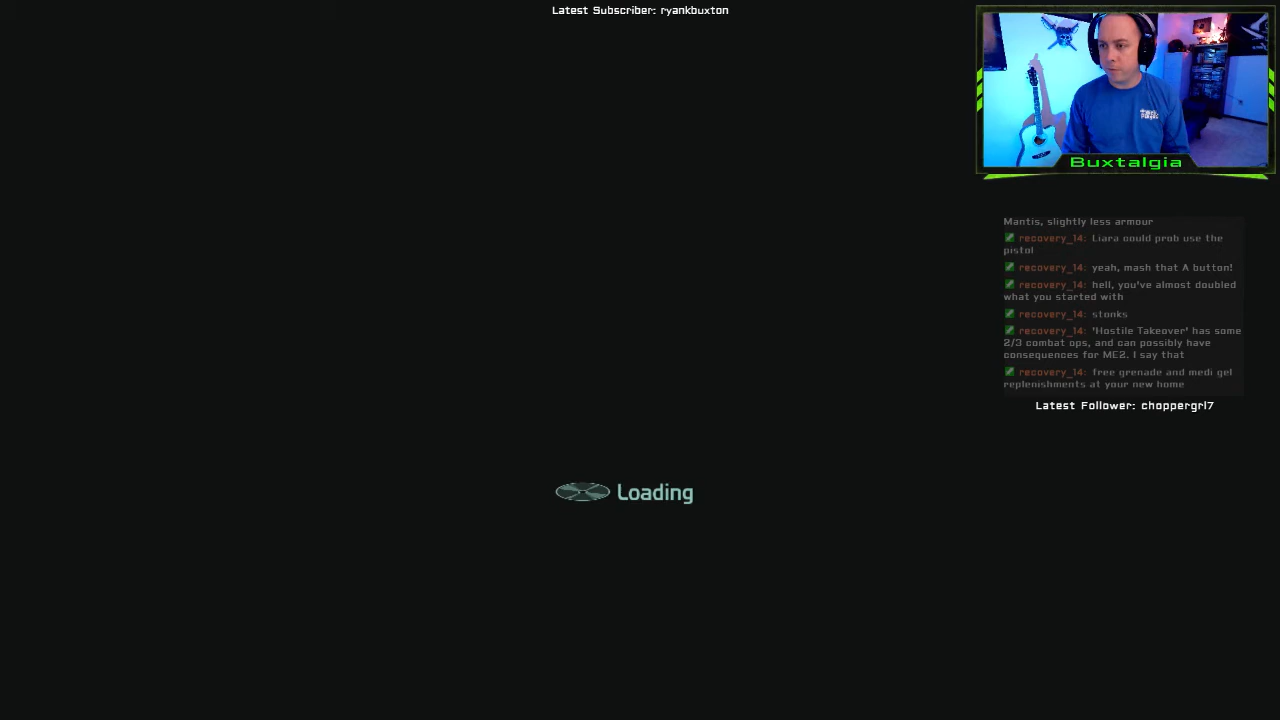 Latest Subscriber: ryankbuxton
Buxtalgia
Mantis, slightly less armour
recovery_14: Liara could prob use the
pistol
recovery_14: yeah, mash that A button!
recovery_14: hell, you've almost doubled
what you started with
recovery_14: stonks
recovery_14: 'Hostile Takeover' has some
2/3 combat ops, and can possibly have
consequences for ME2. I say that
recovery_14: free grenade and medi gel
replenishments at your new home
Latest Follower: choppergrl7
Loading